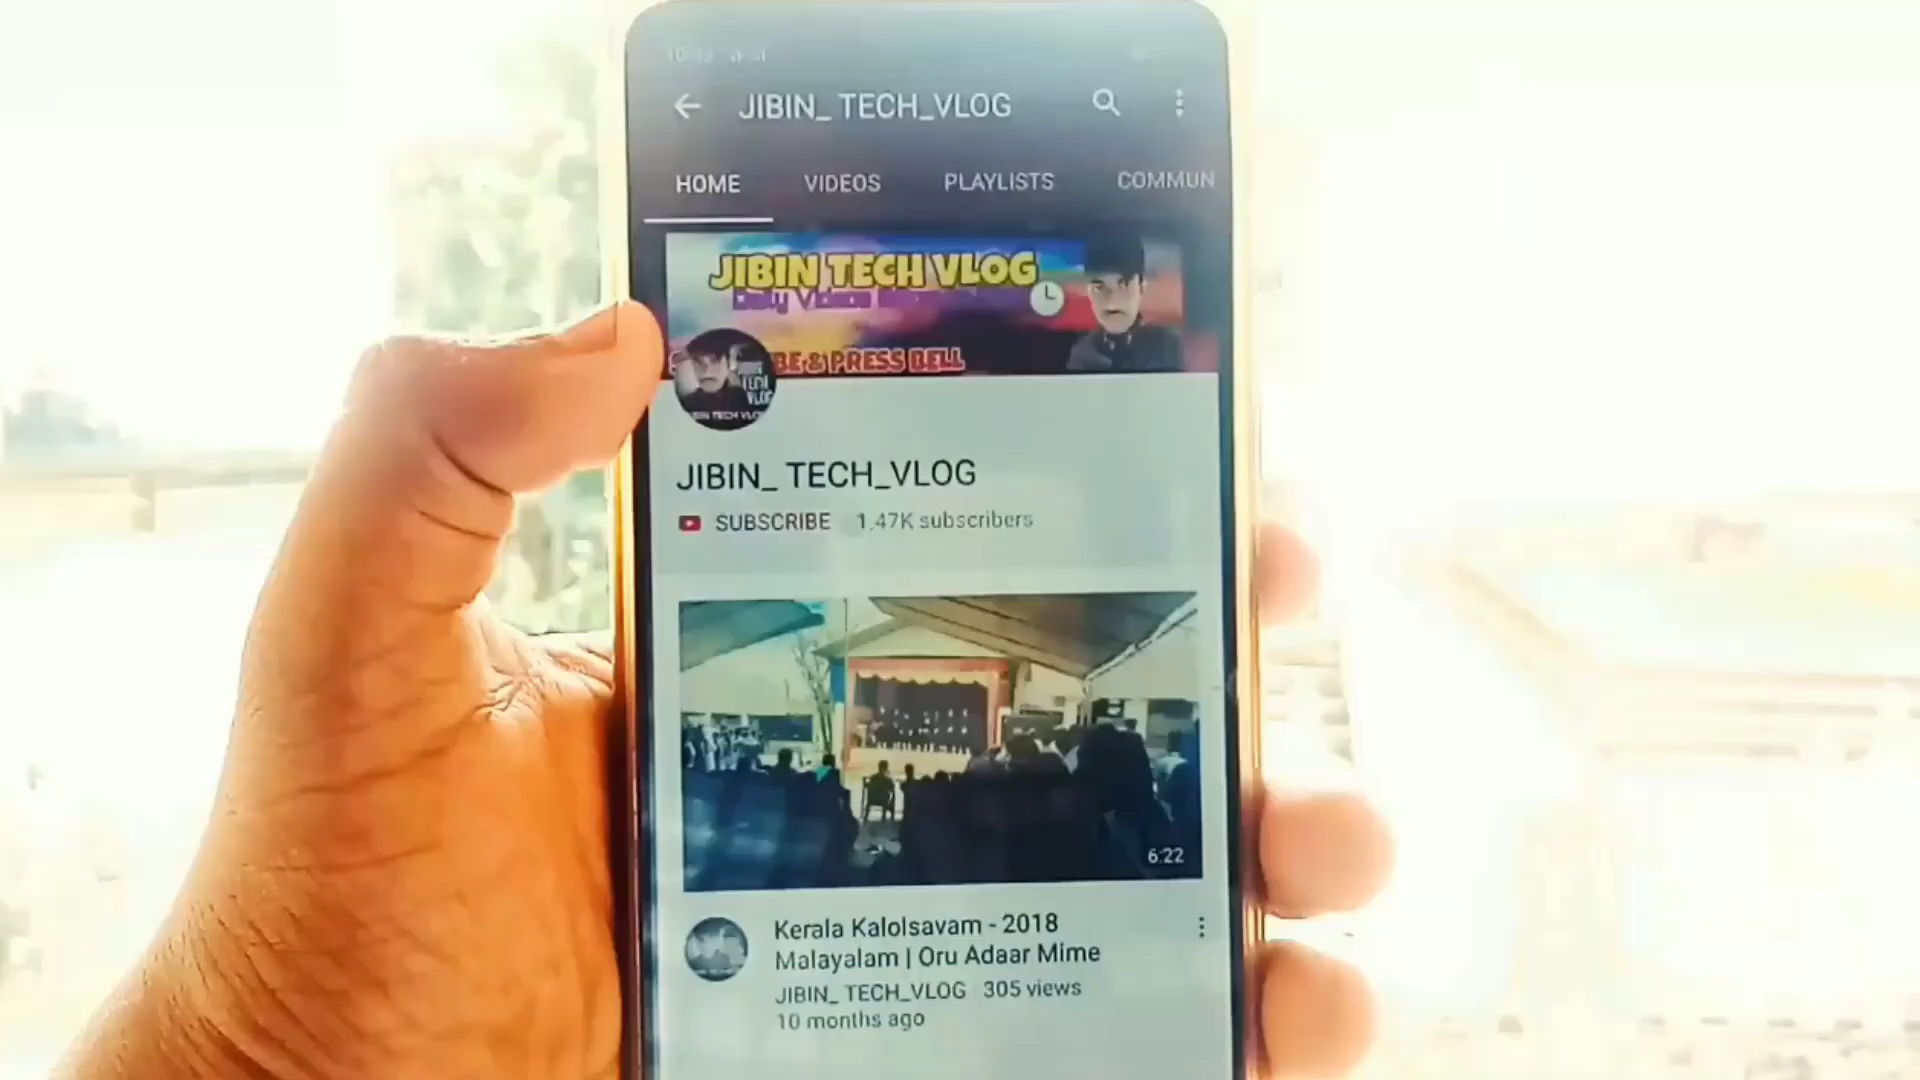 JIBIN_ TECH_VLOG
HOME VIDEOS PLAYLISTS COMMUN
JIBIN TECH VLOG
BE & PRESS BELL
JIBIN_ TECH_VLOG
SUBSCRIBE 1.47K subscribers
6:22
Kerala Kalolsavam - 2018
Malayalam | Oru Adaar Mime
JIBIN_ TECH_VLOG · 305 views
10 months ago